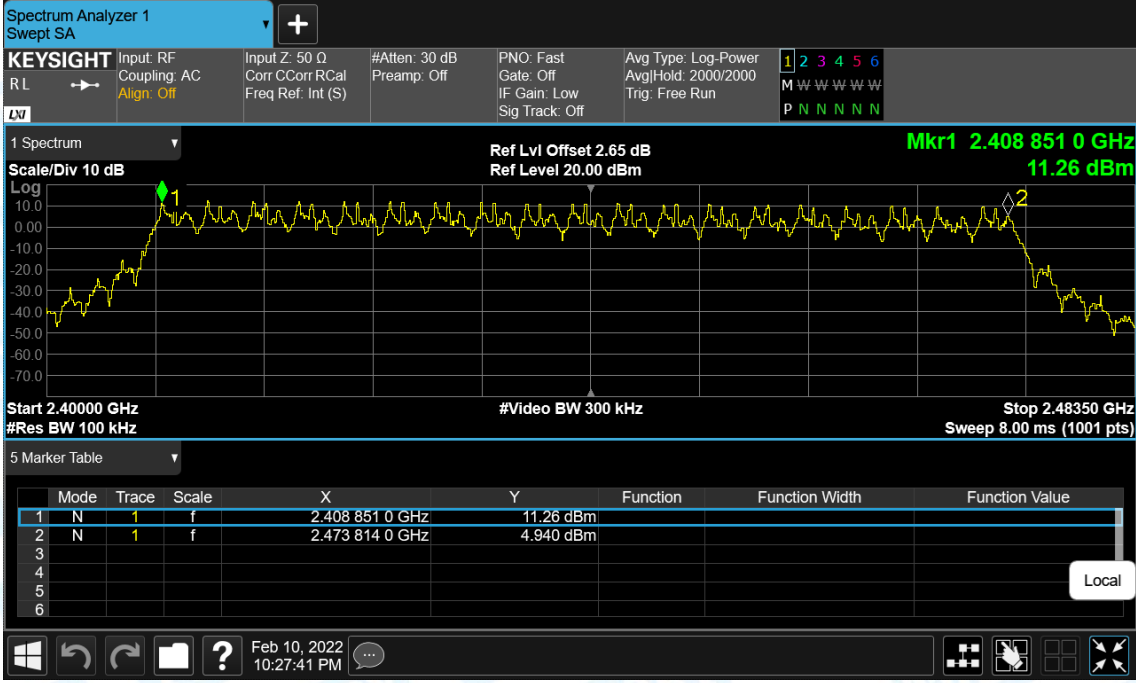 Spectrum Analyzer 1
Swept SA
KEYSIGHT
R L
LXI
Input: RF
Coupling: AC
Align: Off
Input Z: 50 Ω
Corr CCorr RCal
Freq Ref: Int (S)
#Atten: 30 dB
Preamp: Off
PNO: Fast
Gate: Off
IF Gain: Low
Sig Track: Off
Avg Type: Log-Power
Avg|Hold: 2000/2000
Trig: Free Run
1 2 3 4 5 6
M W W W W W
P N N N N N
1 Spectrum
Scale/Div 10 dB
Ref Lvl Offset 2.65 dB
Ref Level 20.00 dBm
Mkr1 2.408 851 0 GHz
11.26 dBm
Log
1
2
10.0
0.00
-10.0
-20.0
-30.0
-40.0
-50.0
-60.0
-70.0
Start 2.40000 GHz #Video BW 300 kHz Stop 2.48350 GHz
#Res BW 100 kHz Sweep 8.00 ms (1001 pts)
5 Marker Table
Mode Trace Scale X Y Function Function Width Function Value
1 N 1 f 2.408 851 0 GHz 11.26 dBm
2 N 1 f 2.473 814 0 GHz 4.940 dBm
3
4
5
6
Local
?
Feb 10, 2022
10:27:41 PM